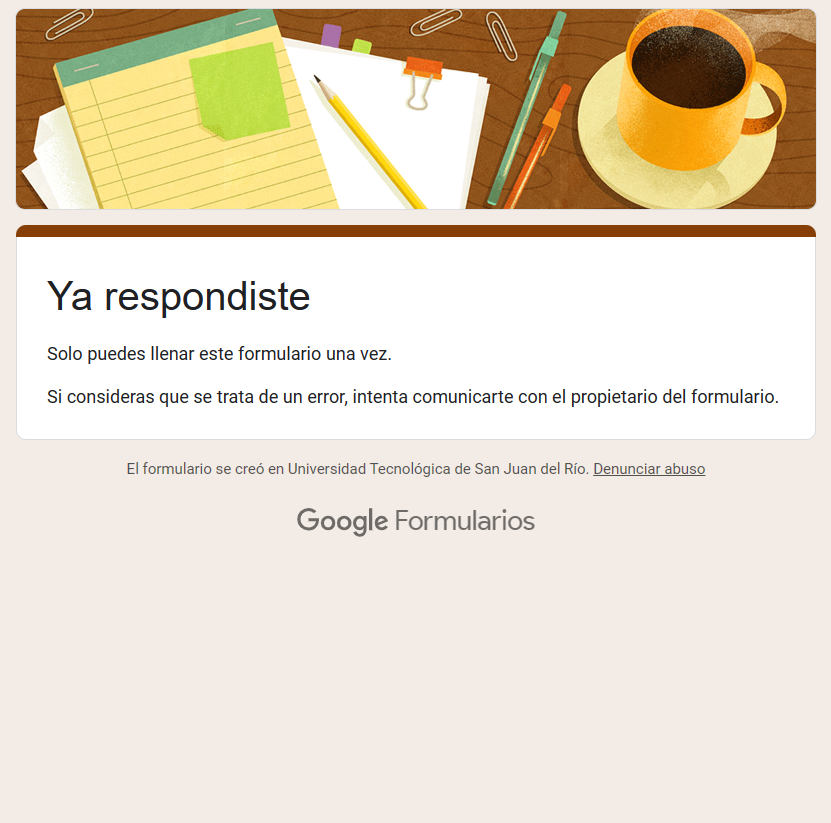 Ya respondiste
Solo puedes llenar este formulario una vez.
Si consideras que se trata de un error, intenta comunicarte con el propietario del formulario.
El formulario se creó en Universidad Tecnológica de San Juan del Río. Denunciar abuso
Google Formularios